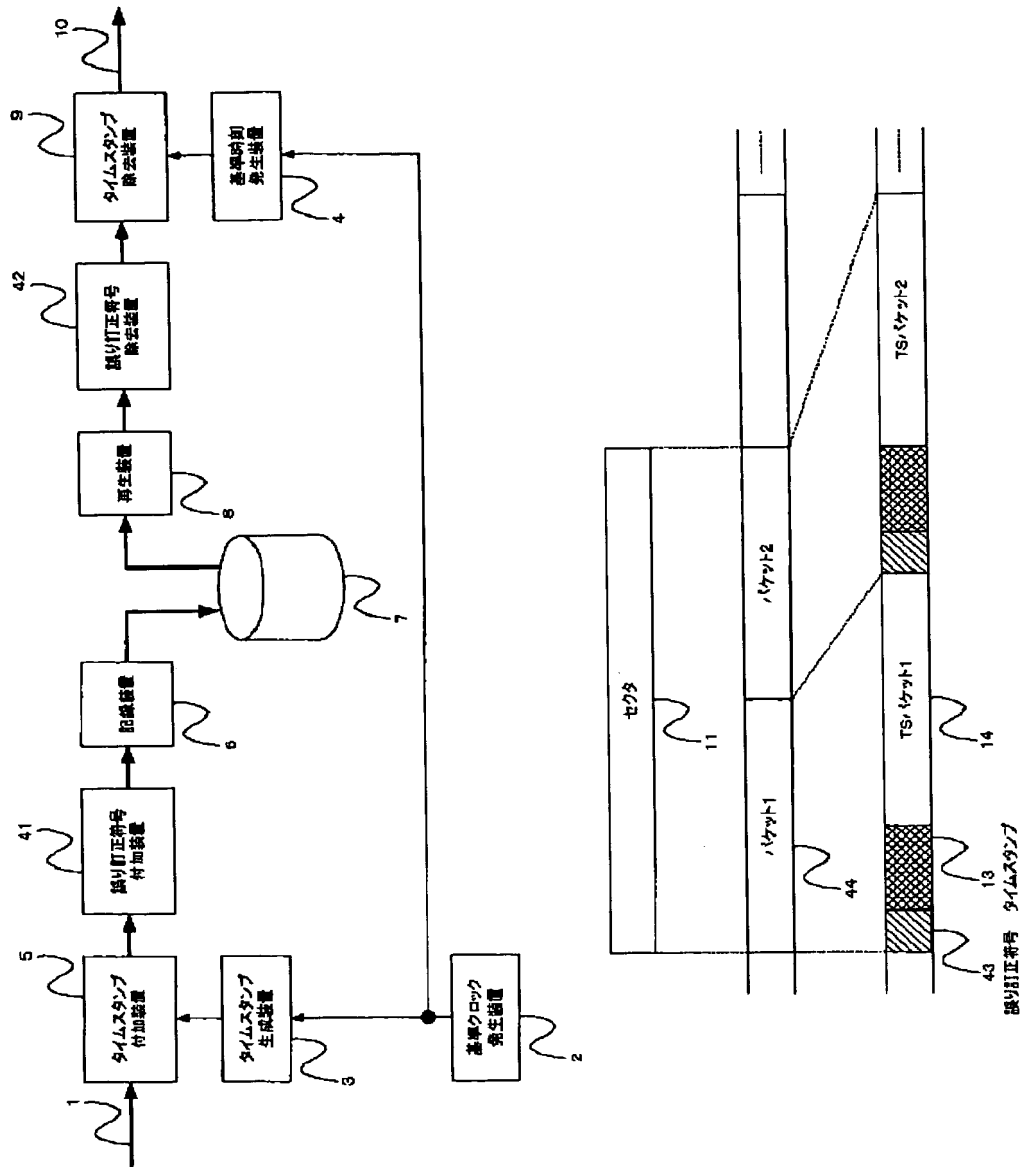 1
5
タイムスタンプ
付加装置
41
誤り訂正符号
付加装置
記録装置
6
7
再生装置
8
42
誤り訂正符号
除去装置
9
タイムスタンプ
除去装置
10
タイムスタンプ
生成装置
3
基準時刻
発生装置
4
基準クロック
発生装置
2
セクタ
11
パケット1
パケット2
44
TSパケット1
TSパケット2
43
13
14
誤り訂正符号
タイムスタンプ